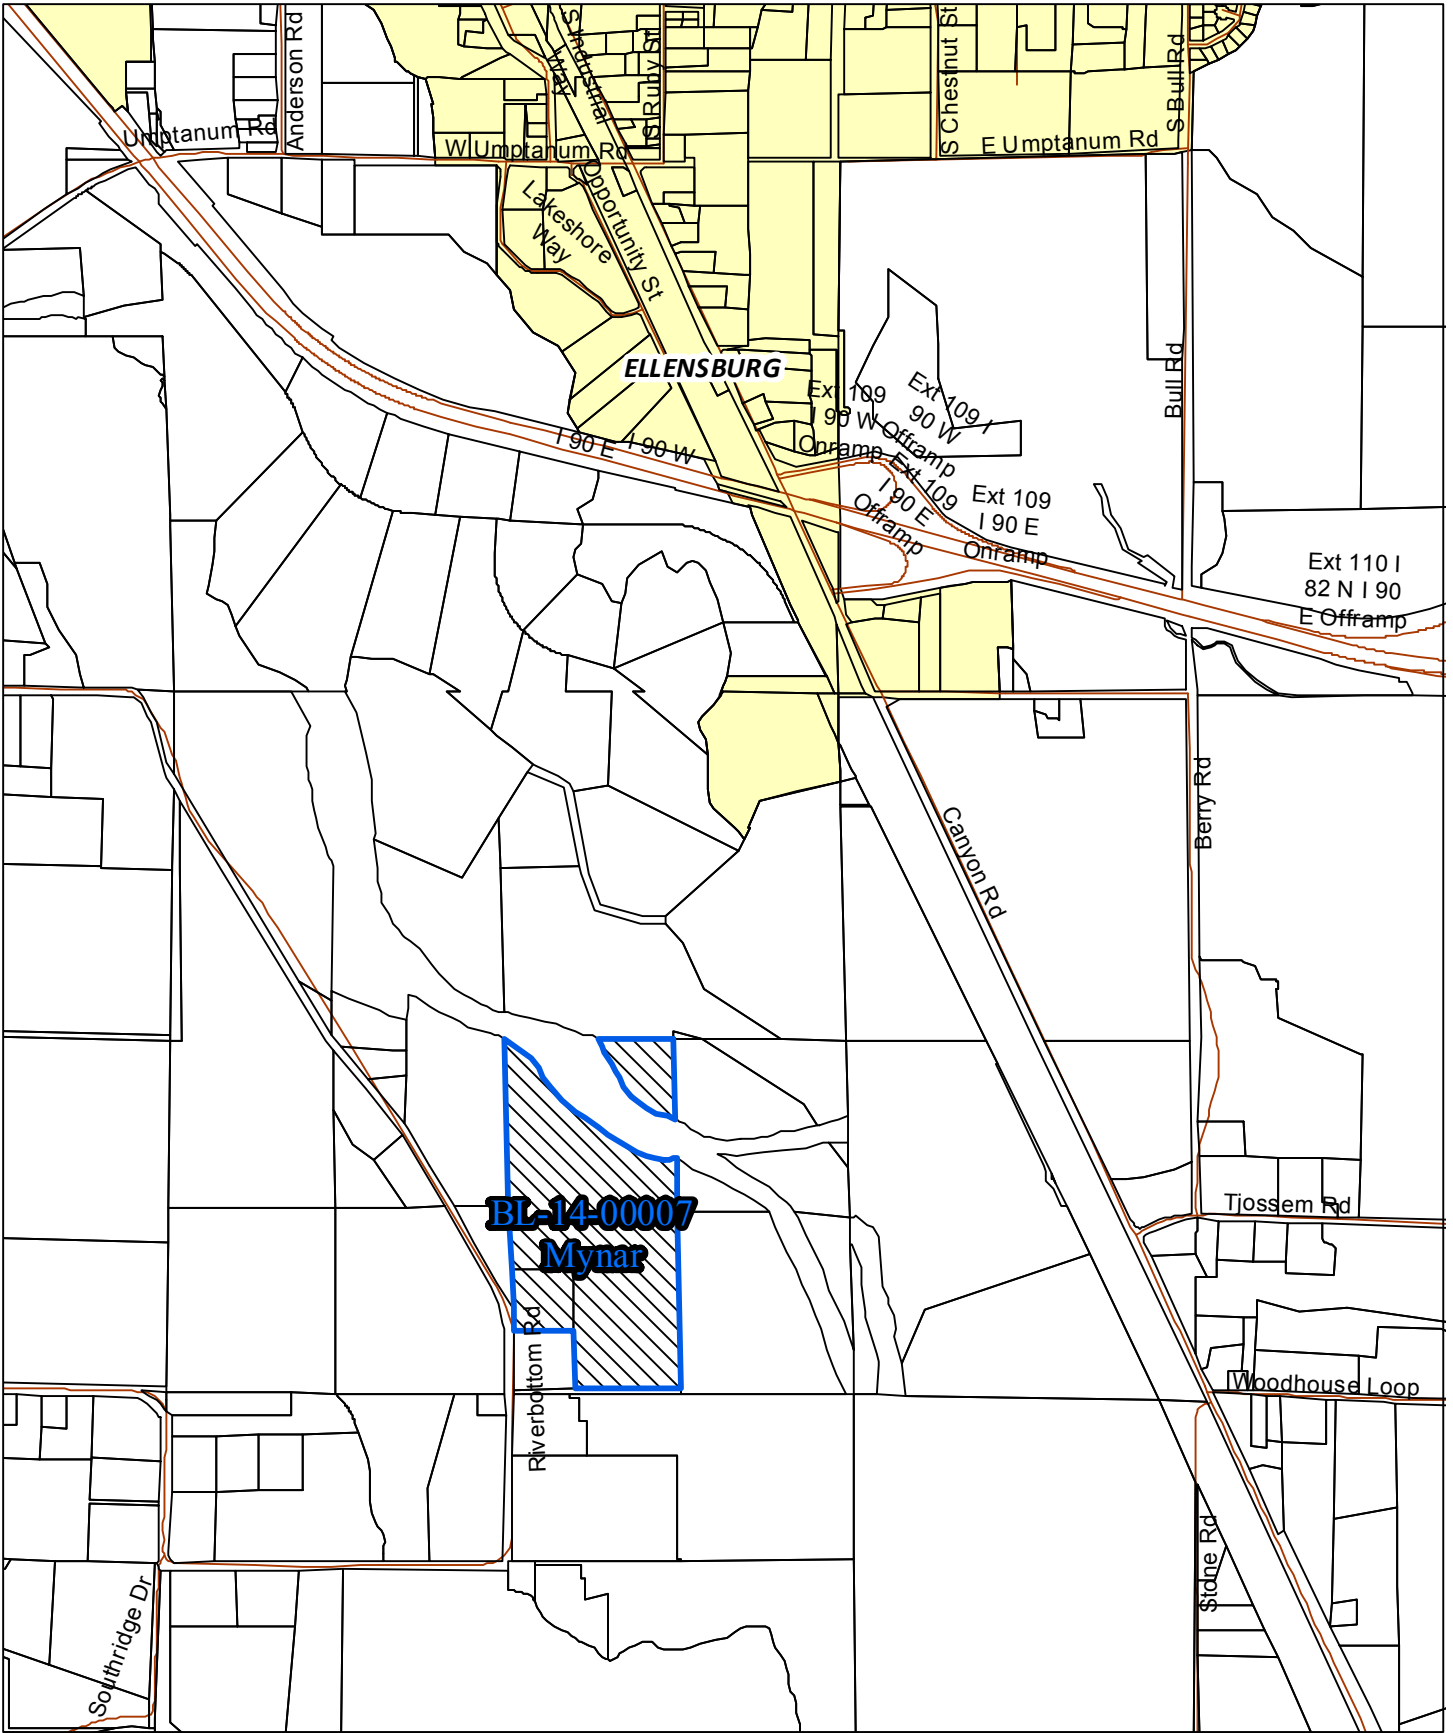 Anderson Rd
Umptanum Rd
S Industrial
Way
S Ruby St
S Chestnut St
S Bull Rd
W Umptanum Rd
E Umptanum Rd
Lakeshore
Way
Opportunity St
ELLENSBURG
Bull Rd
Ext 109
I 90 W
Onramp
Ext 109 I
90 W
Offramp
I 90 E
I 90 W
Ext 109
I 90 E
Offramp
Ext 109
I 90 E
Onramp
Ext 110 I
82 N I 90
E Offramp
Canyon Rd
Berry Rd
BL-14-00007
Mynar
Tjossem Rd
Riverbottom Rd
Woodhouse Loop
Stone Rd
Southridge Dr